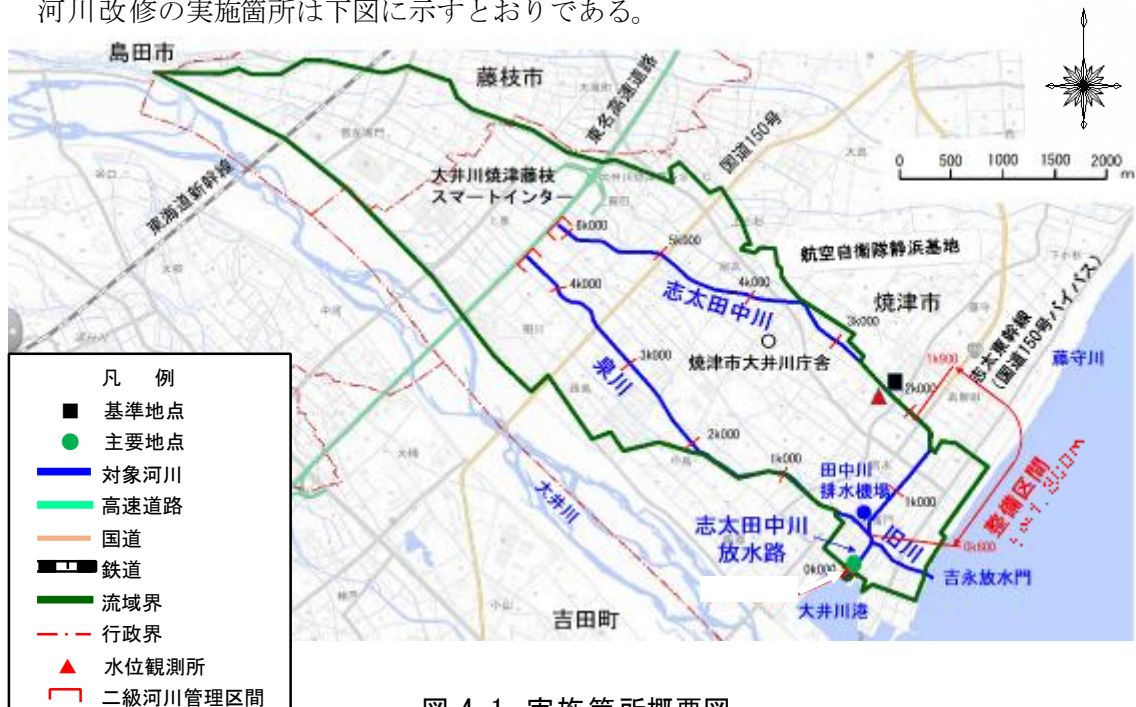 河川改修の実施箇所は下図に示すとおりである。
島田市
藤枝市
東名高速道路
国道150号
0 500 1000 1500 2000
m
東海道新幹線
大井川焼津藤枝
スマートインター
航空自衛隊静浜基地
6k000
5k000
4k000
志太田中川
3k000
焼津市
志太東幹線
(国道150号バイパス)
藤守川
4k000
泉川
3k000
焼津市大井川庁舎
1k900
2k000
2k000
1k000
田中川
排水機場
1k000
整備区間
大井川
志太田中川
放水路
旧川
0k600
0k000
吉永放水門
大井川港
吉田町
凡 例
基準地点
主要地点
対象河川
高速道路
国道
鉄道
流域界
行政界
水位観測所
二級河川管理区間
図 4-1 実施箇所概要図